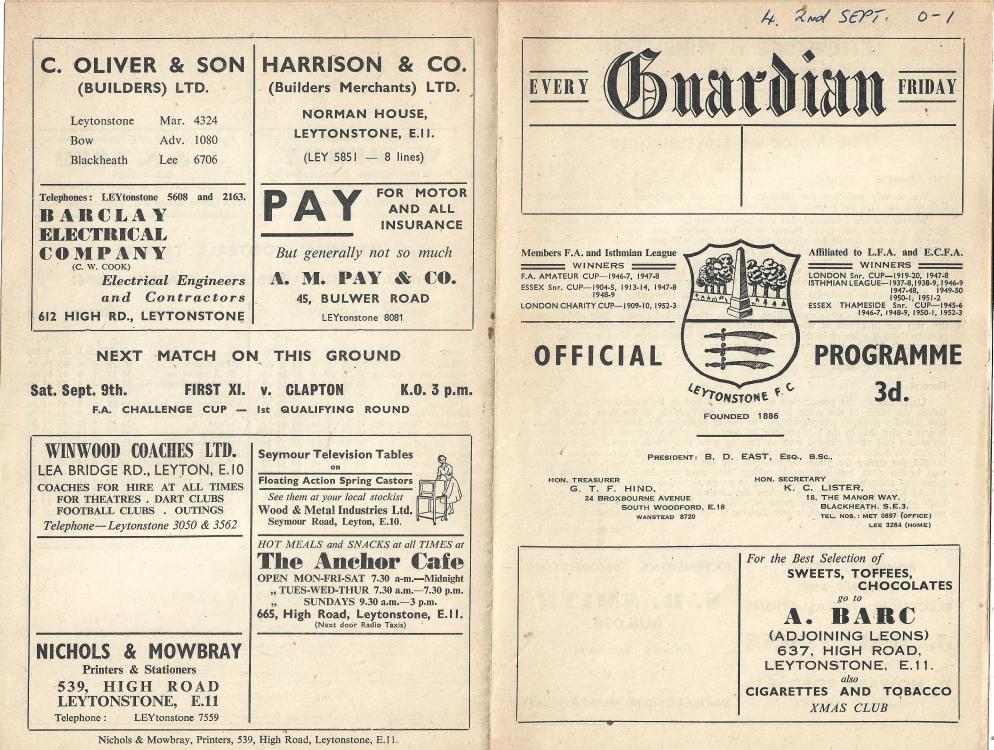 C. OLIVER & SON
(BUILDERS) LTD.
Leytonstone Mar. 4324
Bow Adv. 1080
Blackheath Lee 6706
HARRISON & CO.
(Builders Merchants) LTD.
NORMAN HOUSE,
LEYTONSTONE, E.11.
(LEY 5851 — 8 lines)
Telephones: LEYtonstone 5608 and 2163.
BARCLAY
ELECTRICAL
COMPANY
(C. W. COOK)
Electrical Engineers
and Contractors
612 HIGH RD., LEYTONSTONE
PAY
FOR MOTOR
AND ALL
INSURANCE
But generally not so much
A. M. PAY & CO.
45, BULWER ROAD
LEYtonstone 8081
NEXT MATCH ON THIS GROUND
Sat. Sept. 9th. FIRST XI. v. CLAPTON K.O. 3 p.m.
F.A. CHALLENGE CUP — 1st QUALIFYING ROUND
WINWOOD COACHES LTD.
LEA BRIDGE RD., LEYTON, E.10
COACHES FOR HIRE AT ALL TIMES
FOR THEATRES . DART CLUBS
FOOTBALL CLUBS . OUTINGS
Telephone—Leytonstone 3050 & 3562
Seymour Television Tables
on
Floating Action Spring Castors
See them at your local stockist
Wood & Metal Industries Ltd.
Seymour Road, Leyton, E.10.
HOT MEALS and SNACKS at all TIMES at
The Anchor Cafe
OPEN MON-FRI-SAT 7.30 a.m.—Midnight
„ TUES-WED-THUR 7.30 a.m.—7.30 p.m.
„ SUNDAYS 9.30 a.m.—3 p.m.
665, High Road, Leytonstone, E.11.
(Next door Radio Taxis)
NICHOLS & MOWBRAY
Printers & Stationers
539, HIGH ROAD
LEYTONSTONE, E.11
Telephone: LEYtonstone 7559
Nichols & Mowbray, Printers, 539, High Road, Leytonstone, E.11.
4. 2nd SEPT. 0-1
EVERY Guardian FRIDAY
Members F.A. and Isthmian League
WINNERS
F.A. AMATEUR CUP—1946-7, 1947-8
ESSEX Snr. CUP—1904-5, 1913-14, 1947-8
1948-9
LONDON CHARITY CUP—1909-10, 1952-3
Affiliated to L.F.A. and E.C.F.A.
WINNERS
LONDON Snr. CUP—1919-20, 1947-8
ISTHMIAN LEAGUE—1937-8, 1938-9, 1946-9
1947-48, 1949-50
1950-1, 1951-2
ESSEX THAMESIDE Snr. CUP—1945-6
1946-7, 1948-9, 1950-1, 1952-3
OFFICIAL PROGRAMME
3d.
LEYTONSTONE F.C
FOUNDED 1886
PRESIDENT: B. D. EAST, ESQ., B.Sc.,
HON. TREASURER
G. T. F. HIND,
24 BROXBOURNE AVENUE
SOUTH WOODFORD, E.18
WANSTEAD 8720
HON. SECRETARY
K. C. LISTER,
18, THE MANOR WAY,
BLACKHEATH. S.E.3.
TEL. NOS.: MET 0897 (OFFICE)
LEE 3264 (HOME)
For the Best Selection of
SWEETS, TOFFEES,
CHOCOLATES
go to
A. BARC
(ADJOINING LEONS)
637, HIGH ROAD,
LEYTONSTONE, E.11.
also
CIGARETTES AND TOBACCO
XMAS CLUB